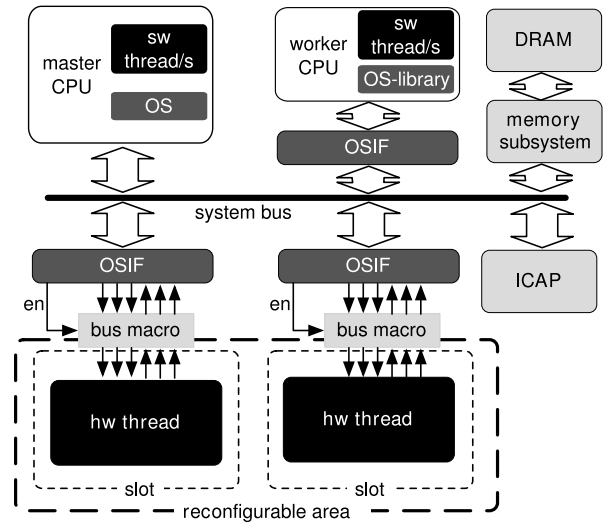 master
CPU
sw
thread/s
OS
worker
CPU
sw
thread/s
OS-library
DRAM
memory
subsystem
OSIF
system bus
OSIF
OSIF
ICAP
en
bus macro
en
bus macro
hw thread
hw thread
slot
slot
reconfigurable area